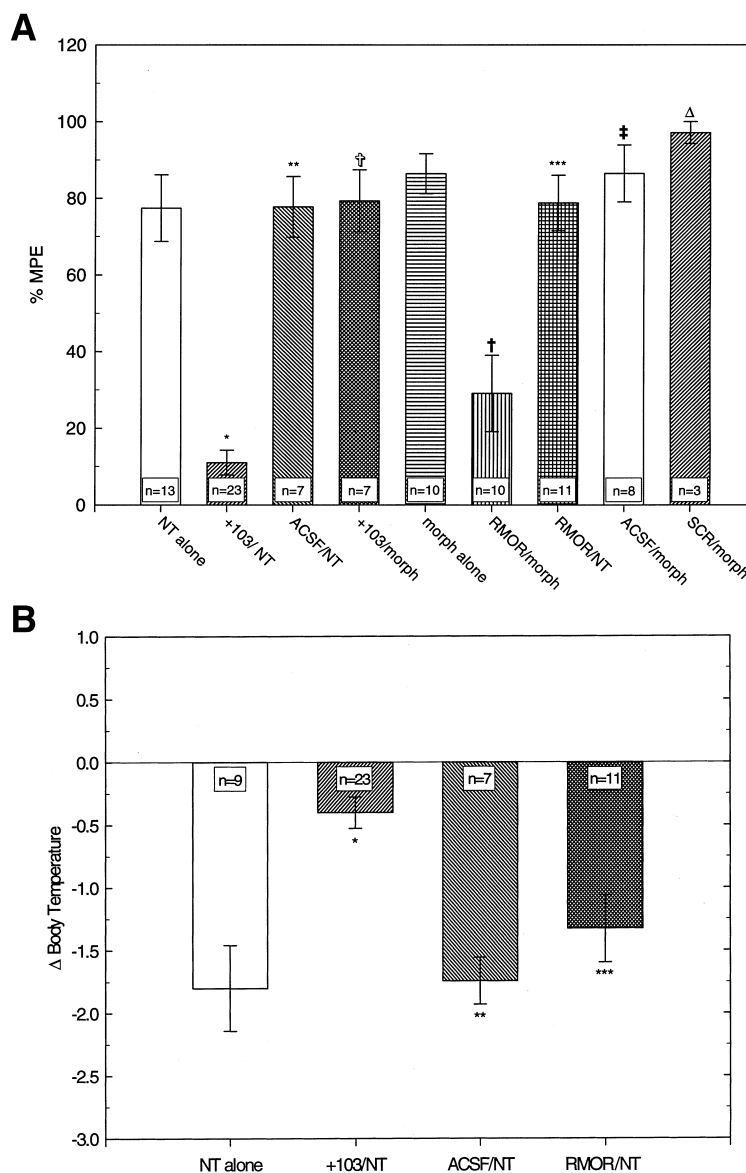 A
120
100
80
60
40
20
0
% MPE
*
**
✞
†
***
‡
Δ
n=13
n=23
n=7
n=7
n=10
n=10
n=11
n=8
n=3
NT alone
+103/ NT
ACSF/NT
+103/morph
morph alone
RMOR/morph
RMOR/NT
ACSF/morph
SCR/morph
B
1.0
0.5
0.0
-0.5
-1.0
-1.5
-2.0
-2.5
-3.0
Δ Body Temperature
n=9
n=23
n=7
n=11
*
**
***
NT alone
+103/NT
ACSF/NT
RMOR/NT